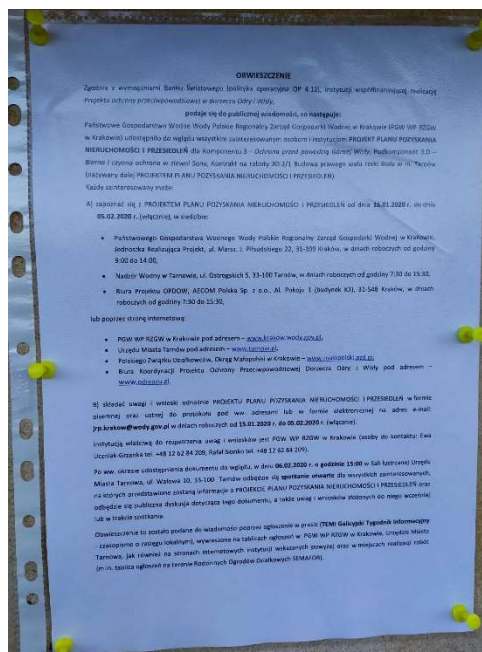 OBWIESZCZENIE
Zgodnie z wymaganiami Banku Światowego (polityka operacyjna OP 4.12), instytucji współfinansującej realizację
Projektu ochrony przeciwpowodziowej w dorzeczu Odry i Wisły,
podaje się do publicznej wiadomości, co następuje:
Państwowe Gospodarstwo Wodne Wody Polskie Regionalny Zarząd Gospodarki Wodnej w Krakowie (PGW WP RZGW
w Krakowie) udostępniło do wglądu wszystkim zainteresowanym osobom i instytucjom PROJEKT PLANU POZYSKANIA
NIERUCHOMOŚCI I PRZESIEDLEŃ dla Komponentu 3 – Ochrona przed powodzią Górnej Wisły, Podkomponent 3.D –
Bierna i czynna ochrona w zlewni Sanu, Kontrakt na roboty 3D.2/1 Budowa prawego wału rzeki Biała w m. Tarnów
(nazywany dalej PROJEKTEM PLANU POZYSKANIA NIERUCHOMOŚCI I PRZESIEDLEŃ)
Każdy zainteresowany może:
A) zapoznać się z PROJEKTEM PLANU POZYSKANIA NIERUCHOMOŚCI I PRZESIEDLEŃ od dnia 15.01.2020 r. do dnia
05.02.2020 r. (włącznie), w siedzibie:
• Państwowego Gospodarstwa Wodnego Wody Polskie Regionalny Zarząd Gospodarki Wodnej w Krakowie,
Jednostka Realizująca Projekt, ul. Marsz. J. Piłsudskiego 22, 31-109 Kraków, w dniach roboczych od godziny
9:00 do 14:00,
• Nadzór Wodny w Tarnowie, ul. Ostrogskich 5, 33-100 Tarnów, w dniach roboczych od godziny 7:30 do 15:30,
• Biura Projektu OPDOW, AECOM Polska Sp. z o.o., Al. Pokoju 1 (budynek K1), 31-548 Kraków, w dniach
roboczych od godziny 7:30 do 15:30,
lub poprzez stronę internetową:
• PGW WP RZGW w Krakowie pod adresem – www.krakow.wody.gov.pl,
• Urzędu Miasta Tarnów pod adresem – www.tarnow.pl,
• Polskiego Związku Działkowców, Okręg Małopolski w Krakowie – www.malopolski.pzd.pl,
• Biura Koordynacji Projektu Ochrony Przeciwpowodziowej Dorzecza Odry i Wisły pod adresem –
www.odrapcu.pl.
B) składać uwagi i wnioski odnośnie PROJEKTU PLANU POZYSKANIA NIERUCHOMOŚCI I PRZESIEDLEŃ w formie
pisemnej oraz ustnej do protokołu pod ww. adresami lub w formie elektronicznej na adres e-mail:
jrp.krakow@wody.gov.pl w dniach roboczych od 15.01.2020 r. do 05.02.2020 r. (włącznie).
Instytucją właściwą do rozpatrzenia uwag i wniosków jest PGW WP RZGW w Krakowie (osoby do kontaktu: Ewa
Uczniak-Grzanka tel. +48 12 62 84 209, Rafał Sionko tel. +48 12 62 84 209).
Po ww. okresie udostępnienia dokumentu do wglądu, w dniu 06.02.2020 r. o godzinie 15:00 w Sali lustrzanej Urzędu
Miasta Tarnowa, ul. Wałowa 10, 33-100 Tarnów odbędzie się spotkanie otwarte dla wszystkich zainteresowanych,
na których przedstawione zostaną informacje o PROJEKCIE PLANU POZYSKANIA NIERUCHOMOŚCI I PRZESIEDLEŃ oraz
odbędzie się publiczna dyskusja dotycząca tego dokumentu, a także uwag i wniosków złożonych do niego wcześniej
lub w trakcie spotkania.
Obwieszczenie to zostało podane do wiadomości poprzez ogłoszenie w prasie (TEMI Galicyjski Tygodnik Informacyjny
- czasopismo o zasięgu lokalnym), wywieszone na tablicach ogłoszeń w PGW WP RZGW w Krakowie, Urzędzie Miasta
Tarnowa, jak również na stronach internetowych instytucji wskazanych powyżej oraz w miejscach realizacji robót
(m.in. tablica ogłoszeń na terenie Rodzinnych Ogrodów Działkowych SEMAFOR).